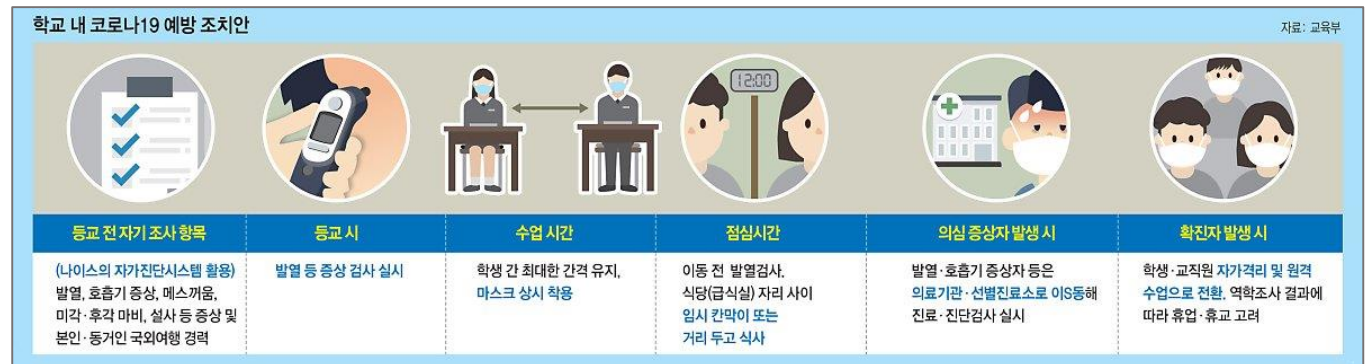 학교 내 코로나19 예방 조치안
자료: 교육부
12:00
등교 전 자기 조사 항목
(나이스의 자가진단시스템 활용)
발열, 호흡기 증상, 메스꺼움,
미각·후각 마비, 설사 등 증상 및
본인·동거인 국외여행 경력
등교 시
발열 등 증상 검사 실시
수업 시간
학생 간 최대한 간격 유지,
마스크 상시 착용
점심시간
이동 전 발열검사,
식당(급식실) 자리 사이
임시 칸막이 또는
거리 두고 식사
의심 증상자 발생 시
발열·호흡기 증상자 등은
의료기관·선별진료소로 이S동해
진료·진단검사 실시
확진자 발생 시
학생·교직원 자가격리 및 원격
수업으로 전환. 역학조사 결과에
따라 휴업·휴교 고려